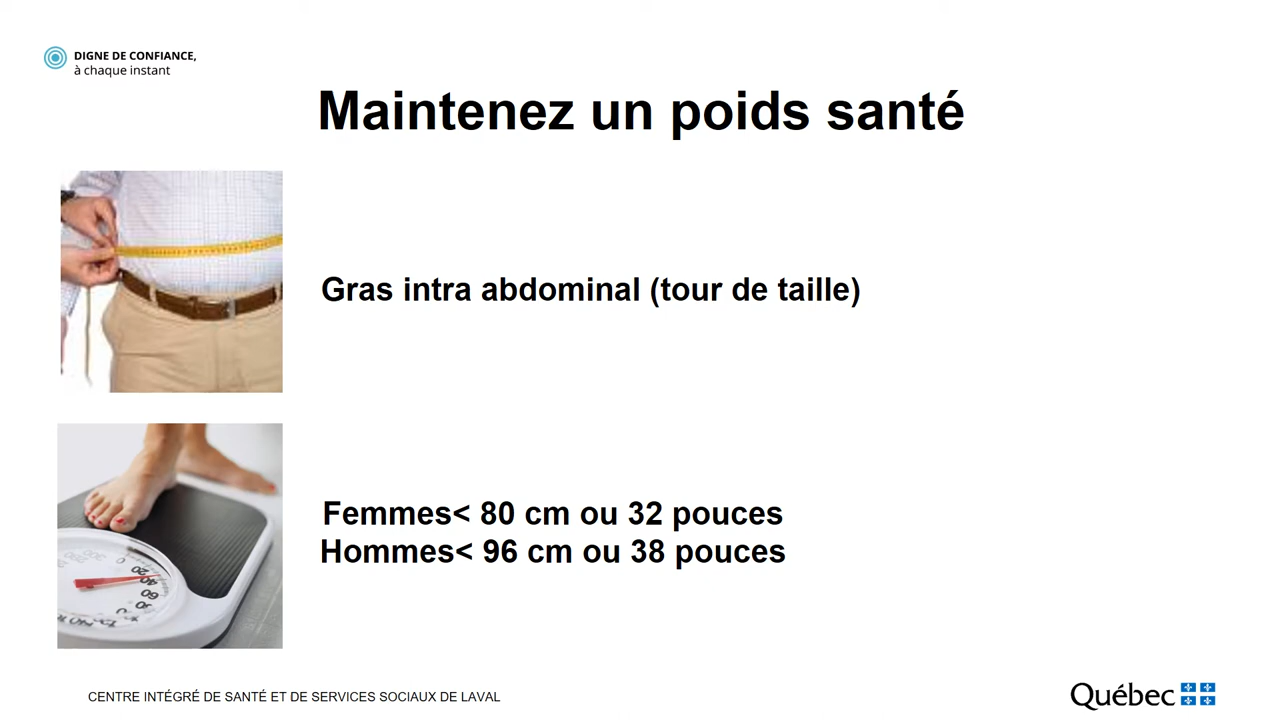 DIGNE DE CONFIANCE,
à chaque instant
Maintenez un poids santé
Gras intra abdominal (tour de taille)
Femmes< 80 cm ou 32 pouces
Hommes< 96 cm ou 38 pouces
CENTRE INTÉGRÉ DE SANTÉ ET DE SERVICES SOCIAUX DE LAVAL
Québec